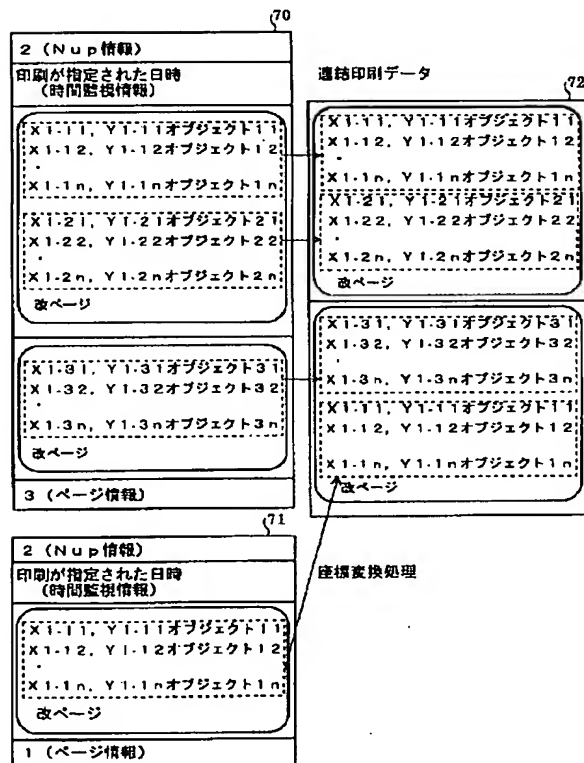 70
2 (Nup情報)
印刷が指定された日時
(時間監視情報)
X1-11, Y1-11オブジェクト11
X1-12, Y1-12オブジェクト12
・
X1-1n, Y1-1nオブジェクト1n
X1-21, Y1-21オブジェクト21
X1-22, Y1-22オブジェクト22
・
X1-2n, Y1-2nオブジェクト2n
改ページ
X1-31, Y1-31オブジェクト31
X1-32, Y1-32オブジェクト32
・
X1-3n, Y1-3nオブジェクト3n
改ページ
3 (ページ情報)
連結印刷データ
72
X1-11, Y1-11オブジェクト11
X1-12, Y1-12オブジェクト12
・
X1-1n, Y1-1nオブジェクト1n
X1-21, Y1-21オブジェクト21
X1-22, Y1-22オブジェクト22
・
X1-2n, Y1-2nオブジェクト2n
改ページ
X1-31, Y1-31オブジェクト31
X1-32, Y1-32オブジェクト32
・
X1-3n, Y1-3nオブジェクト3n
X1-11, Y1-11オブジェクト11
X1-12, Y1-12オブジェクト12
X1-1n, Y1-1nオブジェクト1n
改ページ
71
2 (Nup情報)
印刷が指定された日時
(時間監視情報)
X1-11, Y1-11オブジェクト11
X1-12, Y1-12オブジェクト12
・
X1-1n, Y1-1nオブジェクト1n
改ページ
1 (ページ情報)
座標変換処理